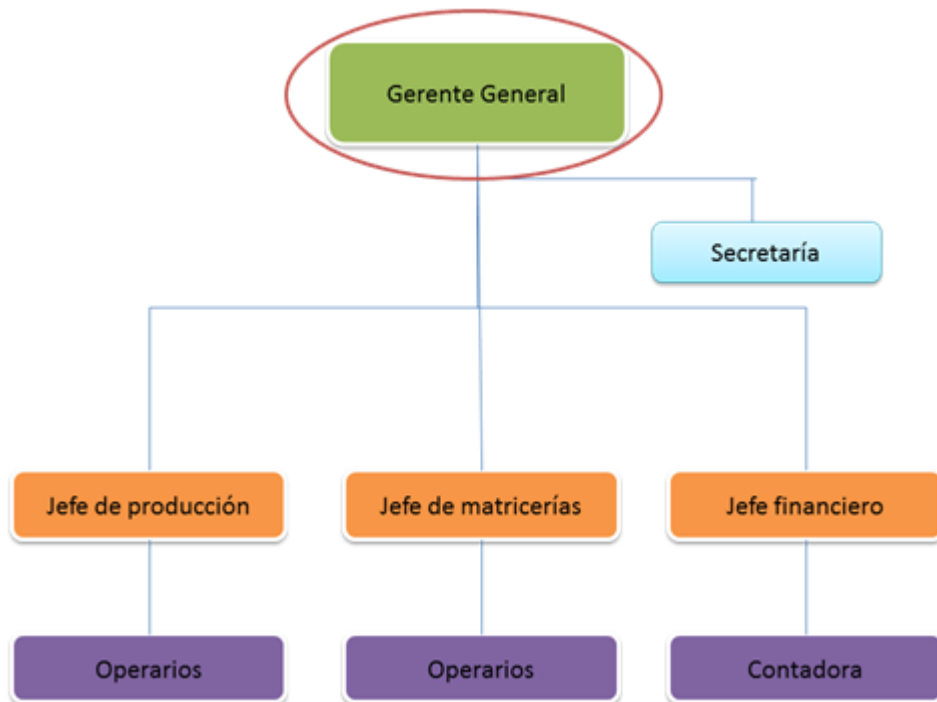 Gerente General
Secretaría
Jefe de producción
Jefe de matricerías
Jefe financiero
Operarios
Operarios
Contadora